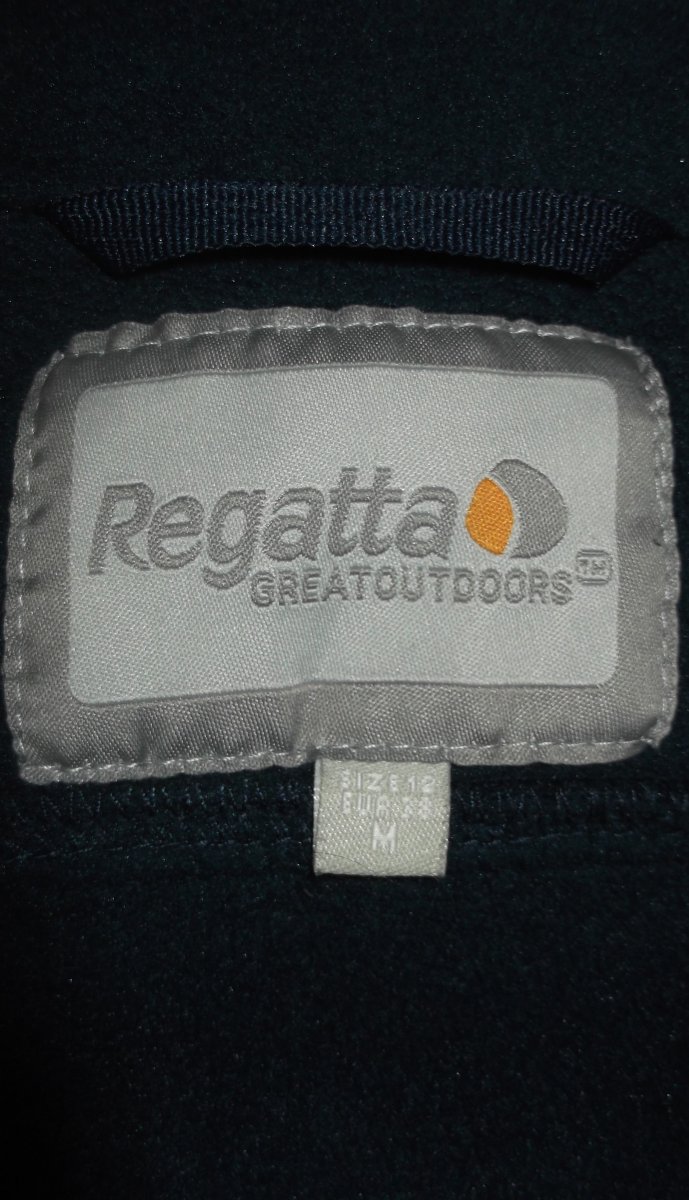 Regatta
GREATOUTDOORS TM
SIZE 12
EUR 38
M